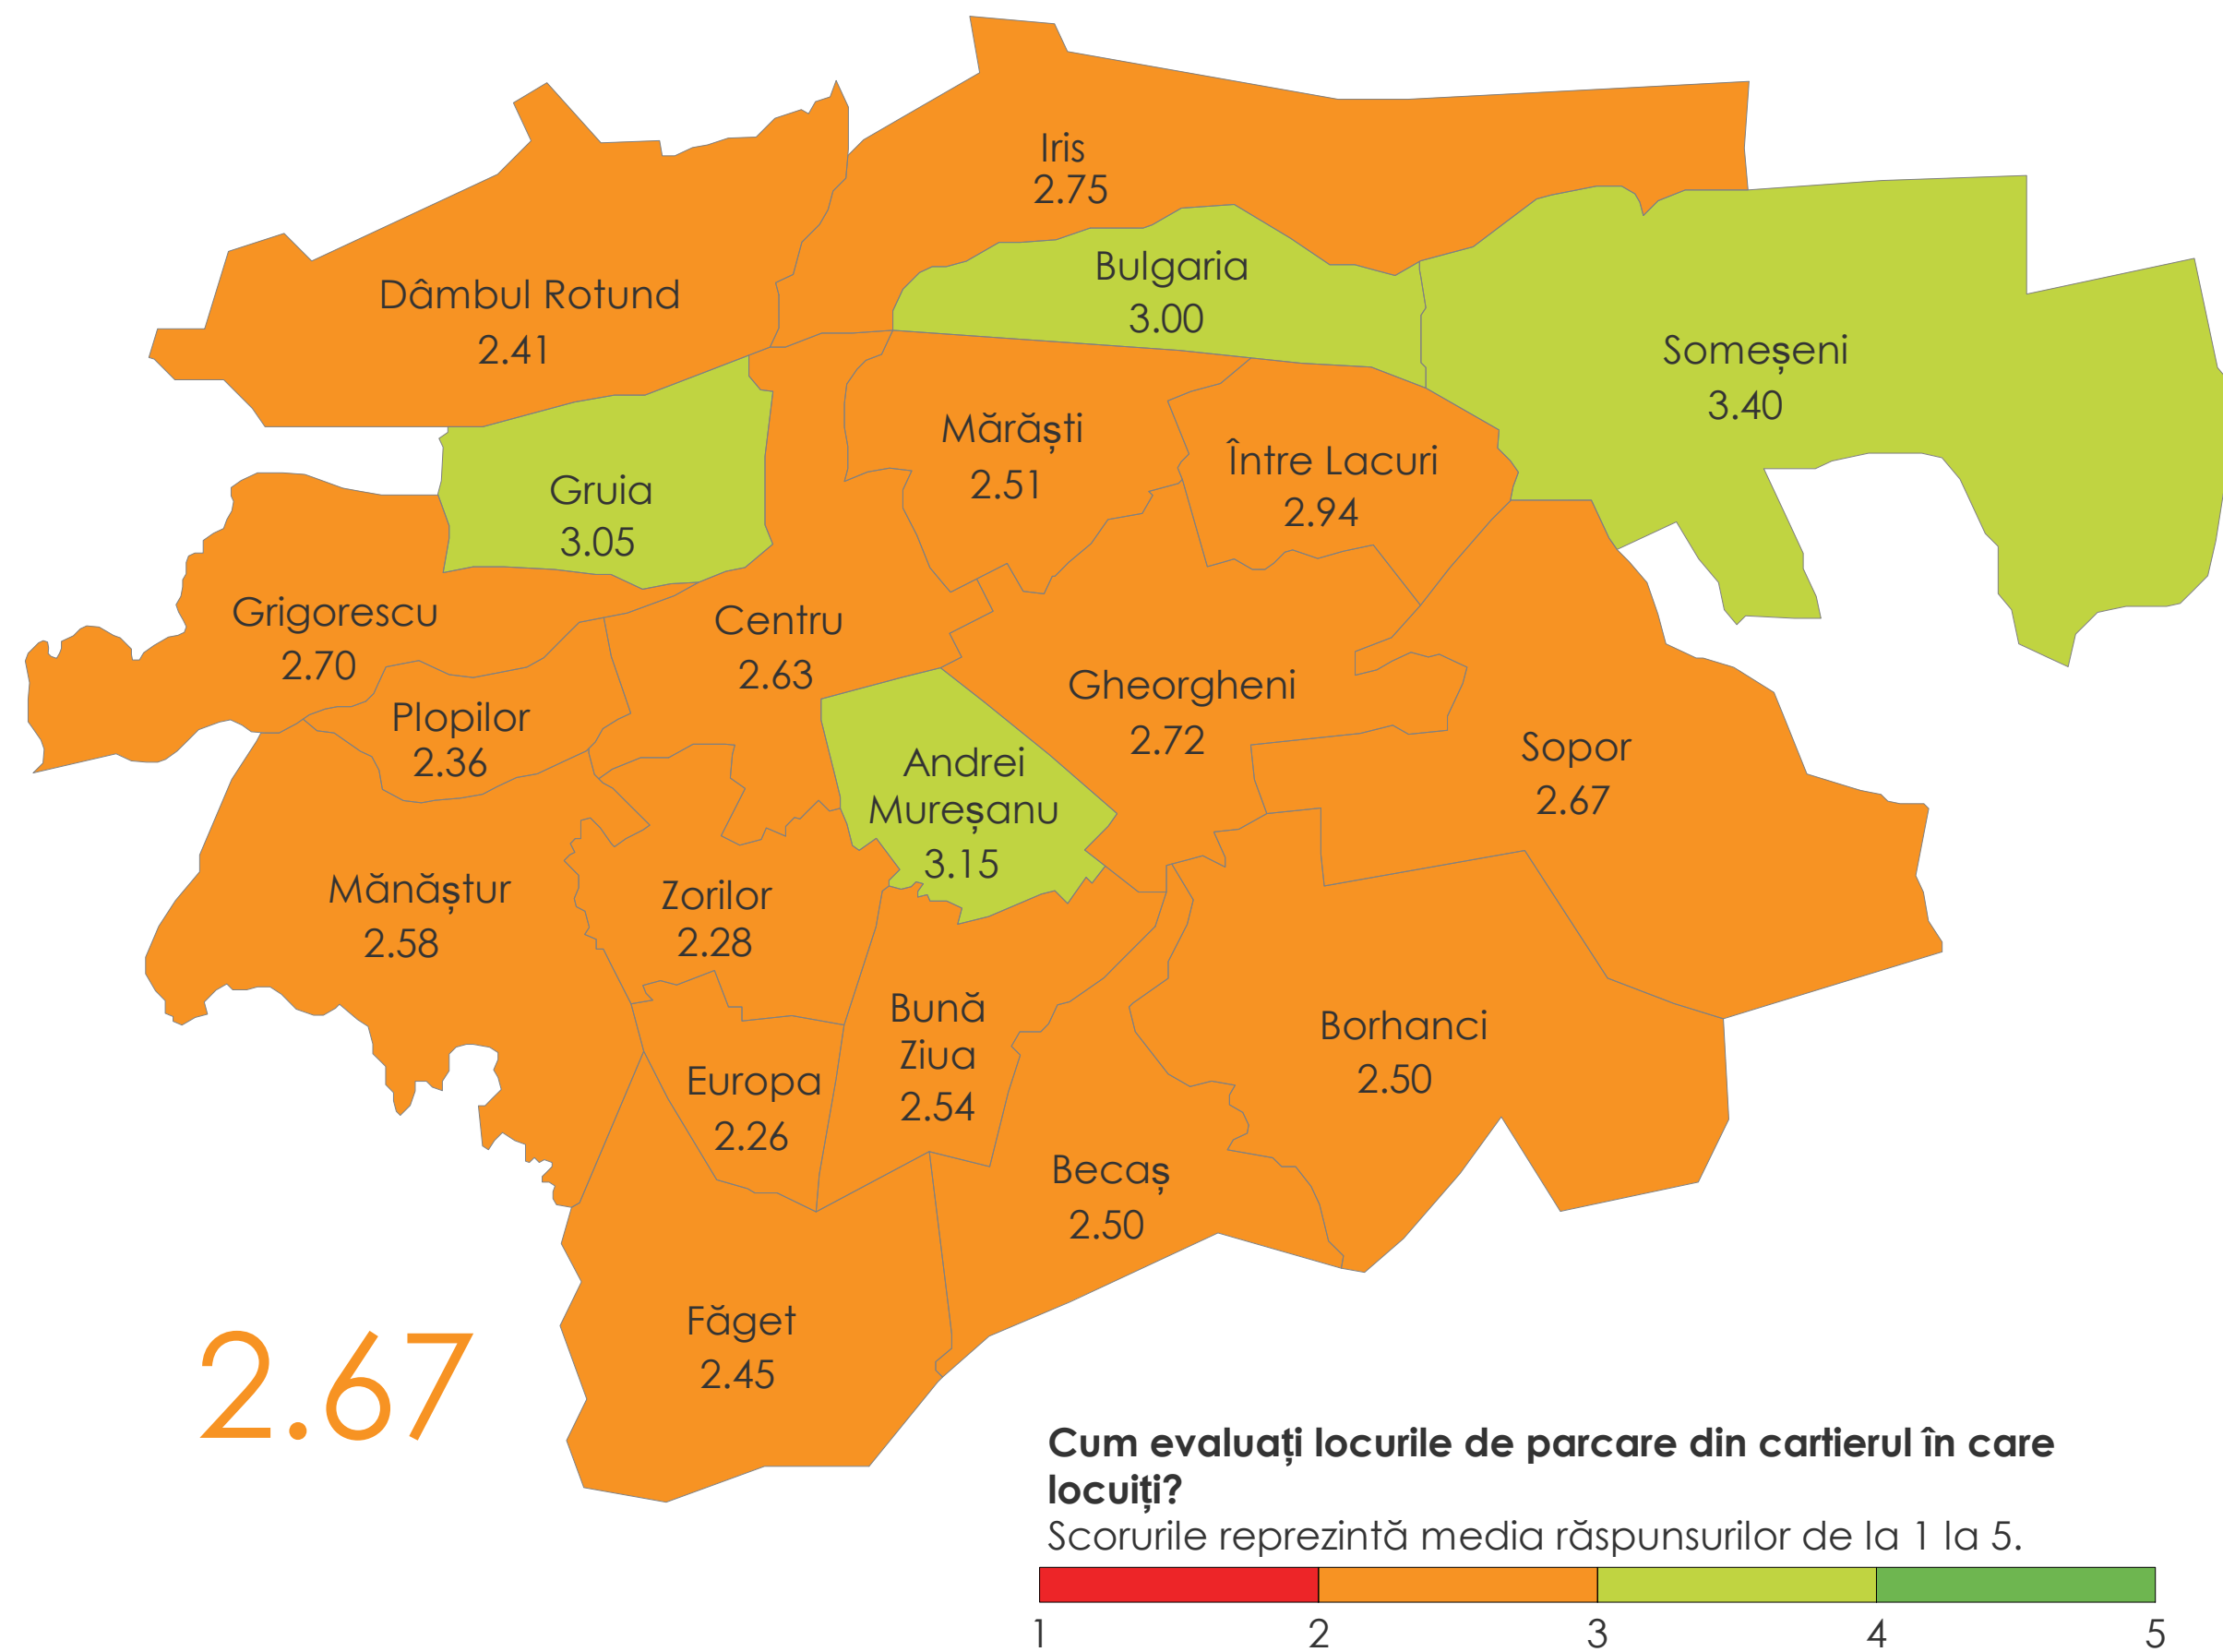 Iris
2.75
Bulgaria
3.00
Dâmbul Rotund
2.41
Someșeni
3.40
Mărăști
2.51
Între Lacuri
2.94
Gruia
3.05
Grigorescu
2.70
Centru
2.63
Gheorgheni
2.72
Plopilor
2.36
Andrei
Mureșanu
3.15
Sopor
2.67
Mănăștur
2.58
Zorilor
2.28
Bună
Ziua
2.54
Borhanci
2.50
Europa
2.26
Becaș
2.50
Făget
2.45
2.67
Cum evaluați locurile de parcare din cartierul în care
locuiți?
Scorurile reprezintă media răspunsurilor de la 1 la 5.
1 2 3 4 5